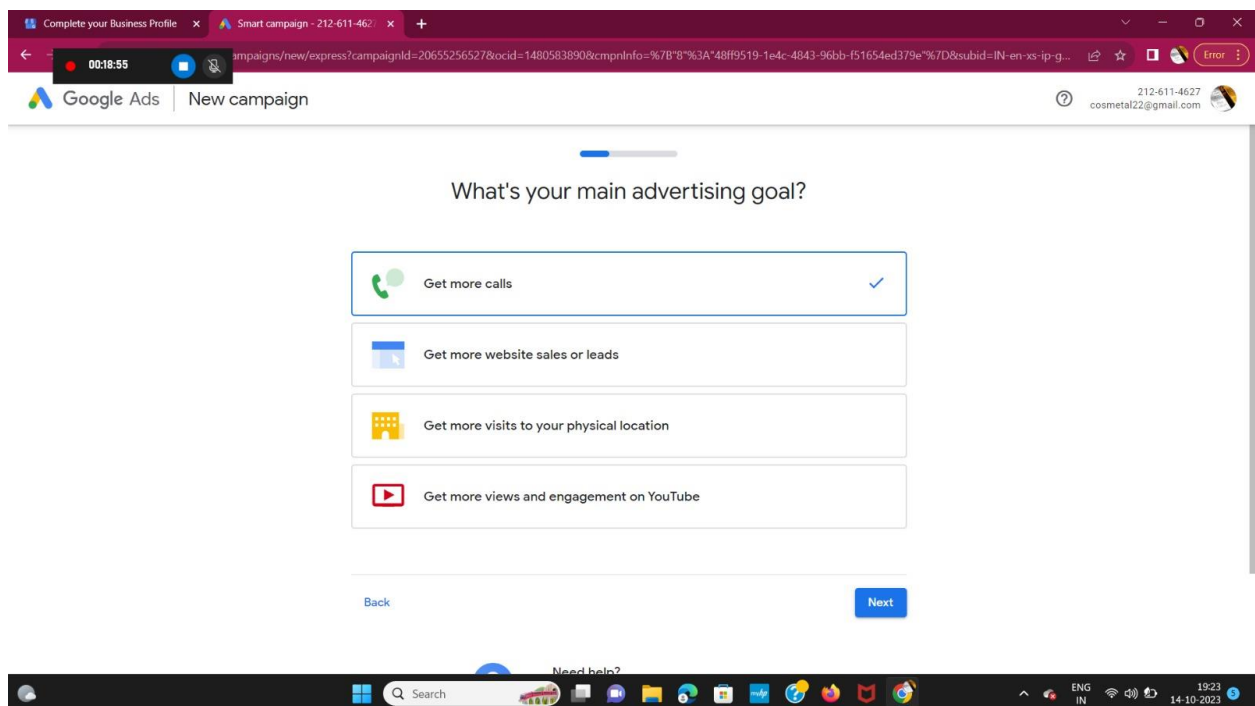 Complete your Business Profile
Smart campaign - 212-611-462
00:18:55
ampaigns/new/express?campaignId=20655256527&ocid=1480583890&cmpnInfo=%7B"8"%3A"48ff9519-1e4c-4843-96bb-f51654ed379e"%7D&subid=IN-en-xs-ip-g...
Error
Google Ads New campaign
212-611-4627
cosmetal22@gmail.com
What's your main advertising goal?
Get more calls
Get more website sales or leads
Get more visits to your physical location
Get more views and engagement on YouTube
Back Next
Need help?
Search
ENG
IN
19:23
14-10-2023
5